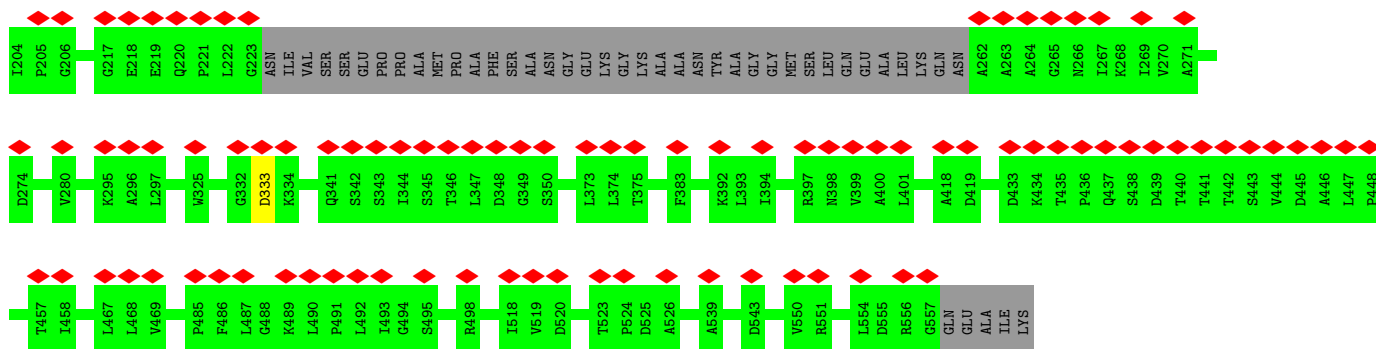 I204 P205 G206 G217 E218 E219 Q220 P221 L222 G223 ASN ILE VAL SER SER GLU PRO PRO ALA MET PRO ALA PHE SER ALA ASN GLY GLU LYS GLY LYS ALA ALA ASN TYR ALA GLY GLY MET SER LEU GLN GLU ALA LEU LYS GLN ASN A262 A263 A264 G265 N266 I267 K268 I269 V270 A271
D274 V280 K295 A296 L297 W325 G332 D333 K334 Q341 S342 S343 I344 S345 T346 L347 D348 G349 S350 L373 L374 T375 F383 K392 L393 I394 R397 N398 V399 A400 L401 A418 D419 D433 K434 T435 P436 Q437 S438 D439 T440 T441 T442 S443 V444 D445 A446 L447 P448
T457 I458 L467 L468 V469 P485 F486 L487 G488 K489 L490 P491 L492 I493 G494 S495 R498 I518 V519 D520 T523 P524 D525 A526 A539 D543 V550 R551 L554 D555 R556 G557 GLN GLU ALA ILE LYS